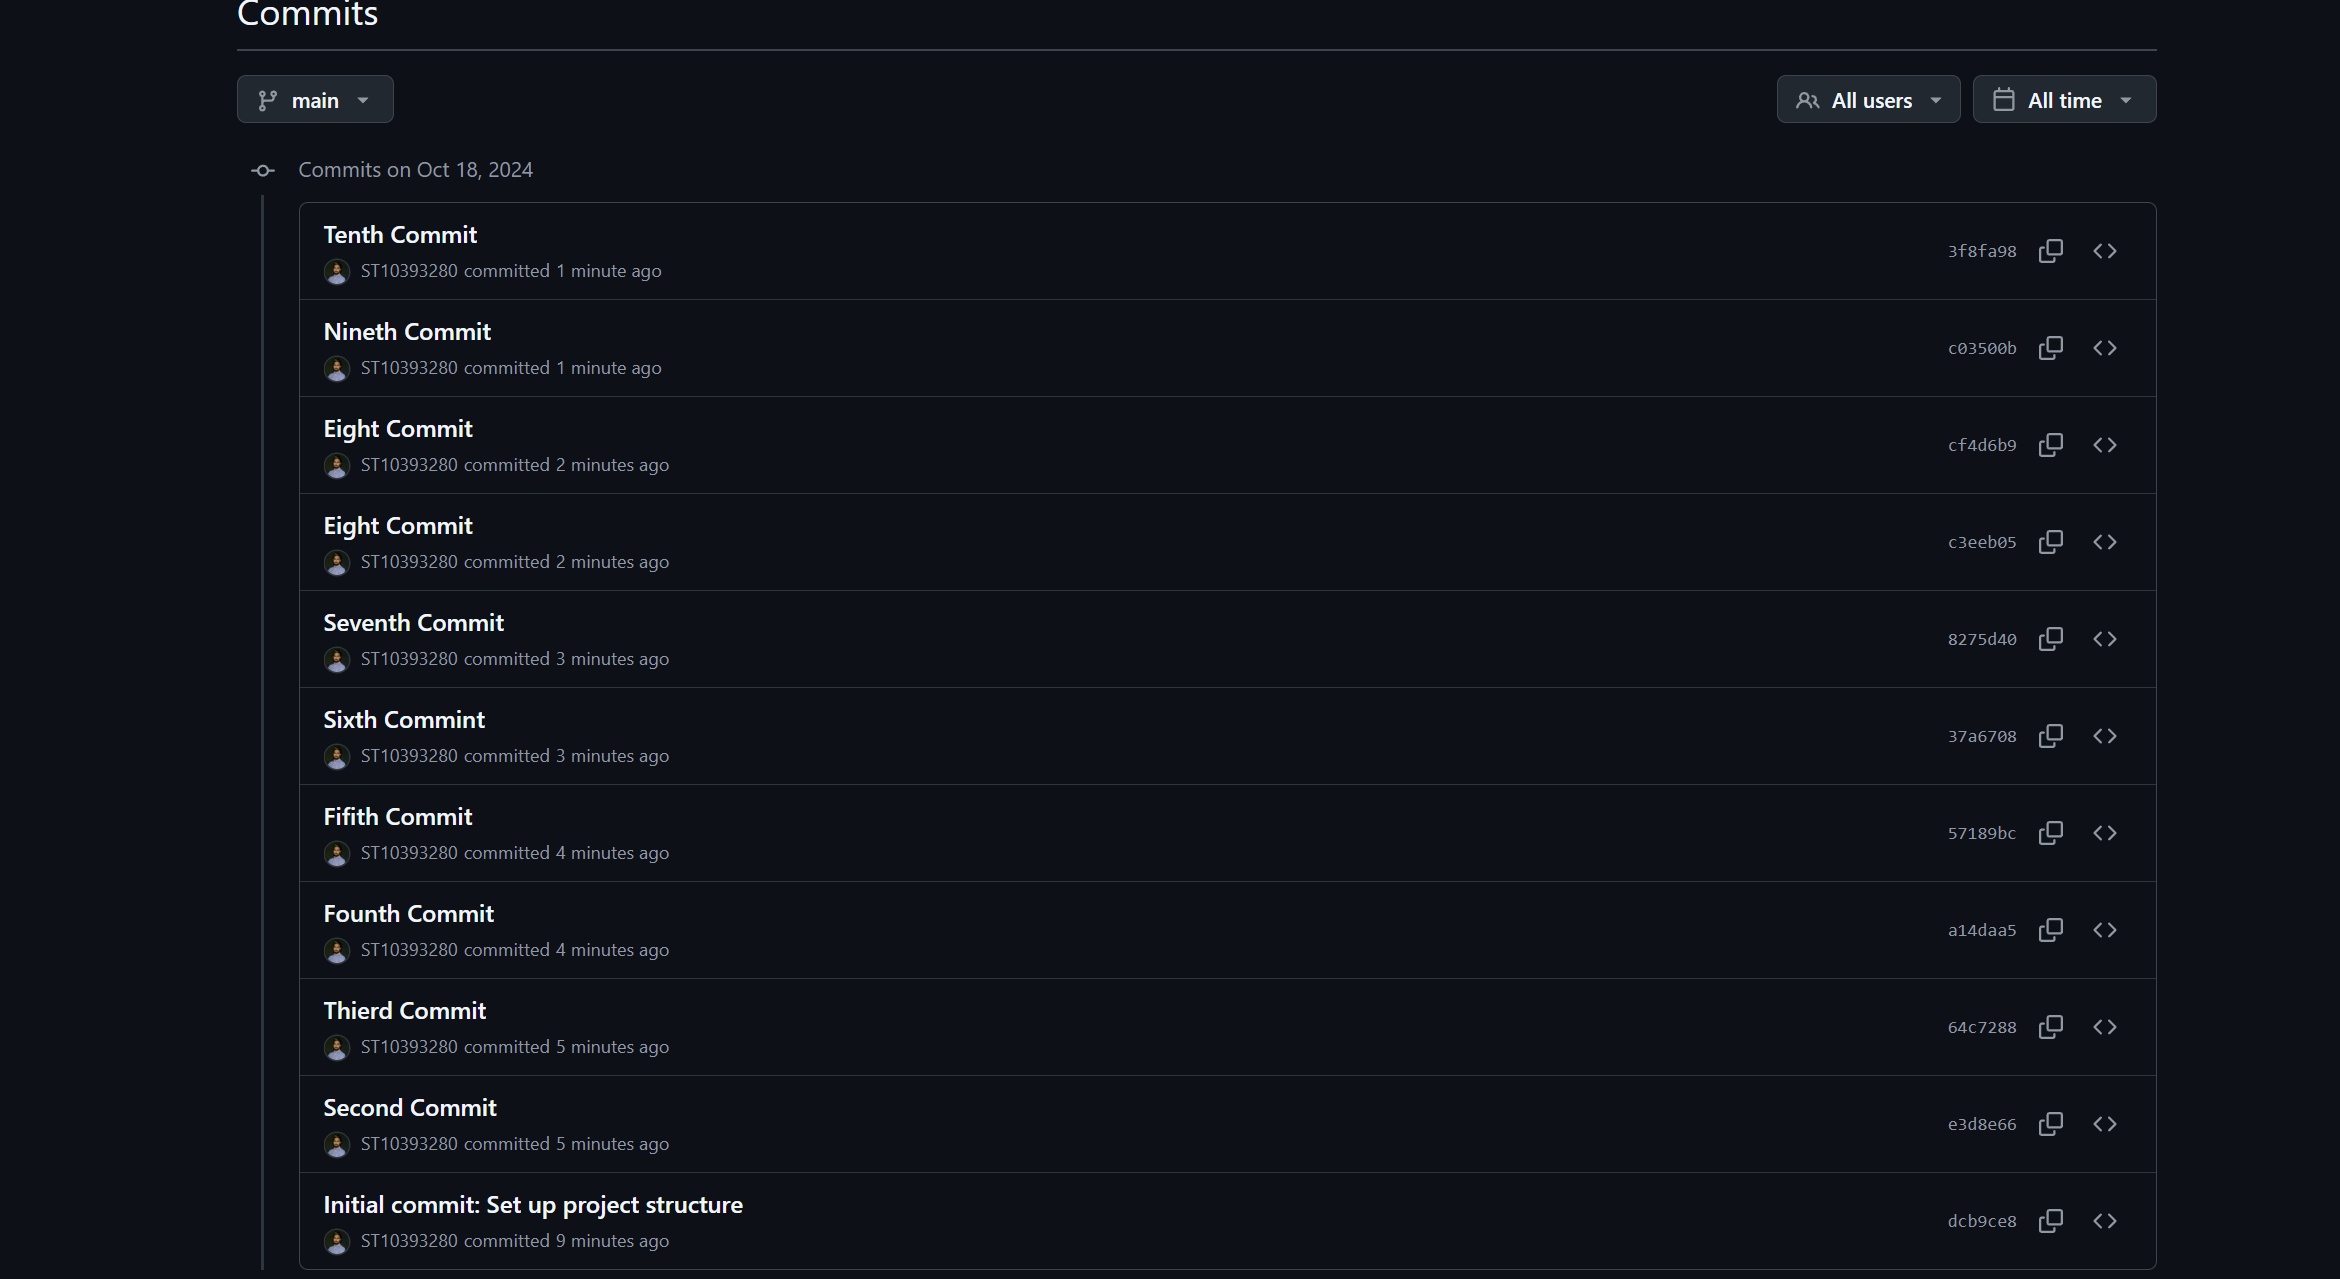 Commits
main
All users
All time
Commits on Oct 18, 2024
Tenth Commit
ST10393280 committed 1 minute ago
3f8fa98
Nineth Commit
ST10393280 committed 1 minute ago
c03500b
Eight Commit
ST10393280 committed 2 minutes ago
cf4d6b9
Eight Commit
ST10393280 committed 2 minutes ago
c3eeb05
Seventh Commit
ST10393280 committed 3 minutes ago
8275d40
Sixth Commint
ST10393280 committed 3 minutes ago
37a6708
Fifith Commit
ST10393280 committed 4 minutes ago
57189bc
Founth Commit
ST10393280 committed 4 minutes ago
a14daa5
Thierd Commit
ST10393280 committed 5 minutes ago
64c7288
Second Commit
ST10393280 committed 5 minutes ago
e3d8e66
Initial commit: Set up project structure
ST10393280 committed 9 minutes ago
dcb9ce8